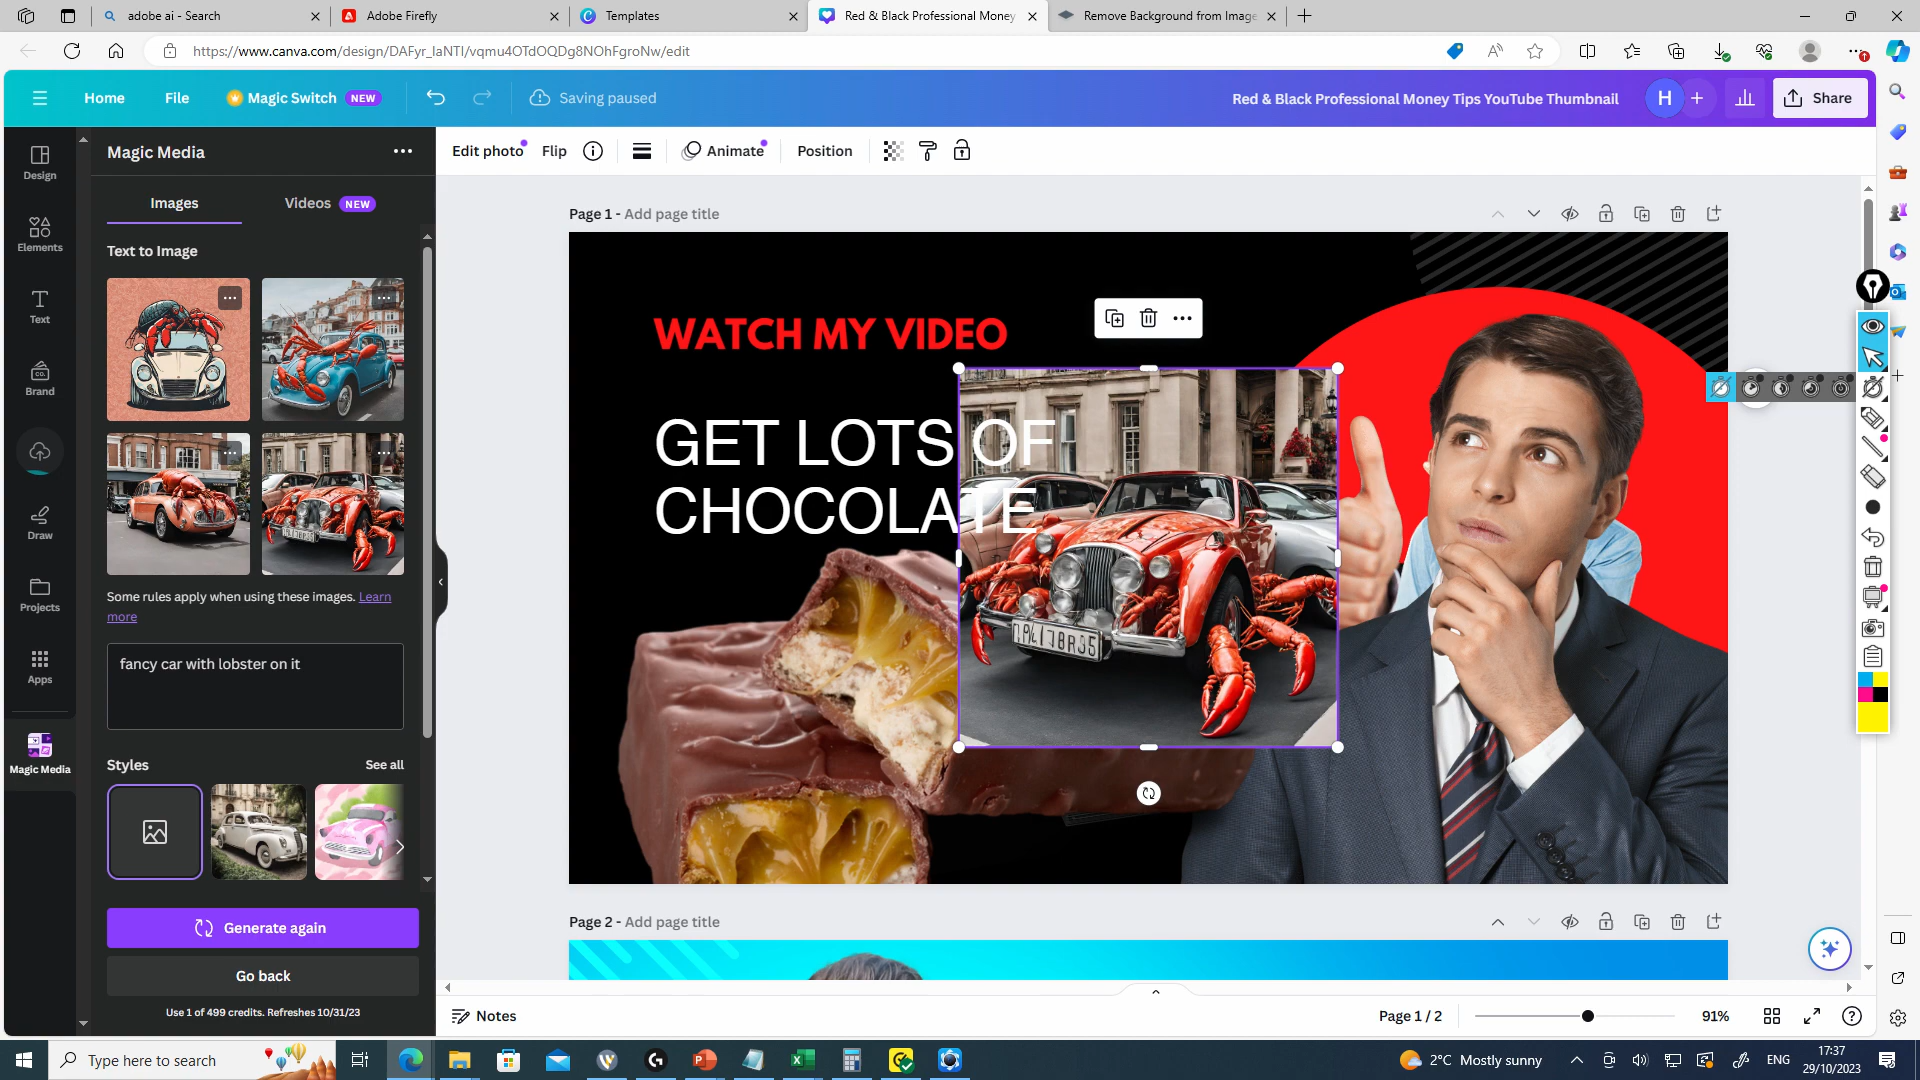 adobe ai - Search
Adobe Firefly
Templates
Red & Black Professional Money
Remove Background from Image
https://www.canva.com/design/DAFyr_laNTI/vqmu4OTdOQDg8NOhFgroNw/edit
Home
File
Magic Switch NEW
Saving paused
Red & Black Professional Money Tips YouTube Thumbnail
H
Share
Design
Elements
Text
Brand
Draw
Projects
Apps
Magic Media
Magic Media
Images
Videos NEW
Text to Image
Some rules apply when using these images. Learn
more
fancy car with lobster on it
Styles
See all
Generate again
Go back
Use 1 of 499 credits. Refreshes 10/31/23
Edit photo
Flip
Animate
Position
Page 1 - Add page title
WATCH MY VIDEO
GET LOTS OF
CHOCOLATE
Page 2 - Add page title
Notes
Page 1 / 2
91%
Type here to search
2°C Mostly sunny
ENG
17:37
29/10/2023